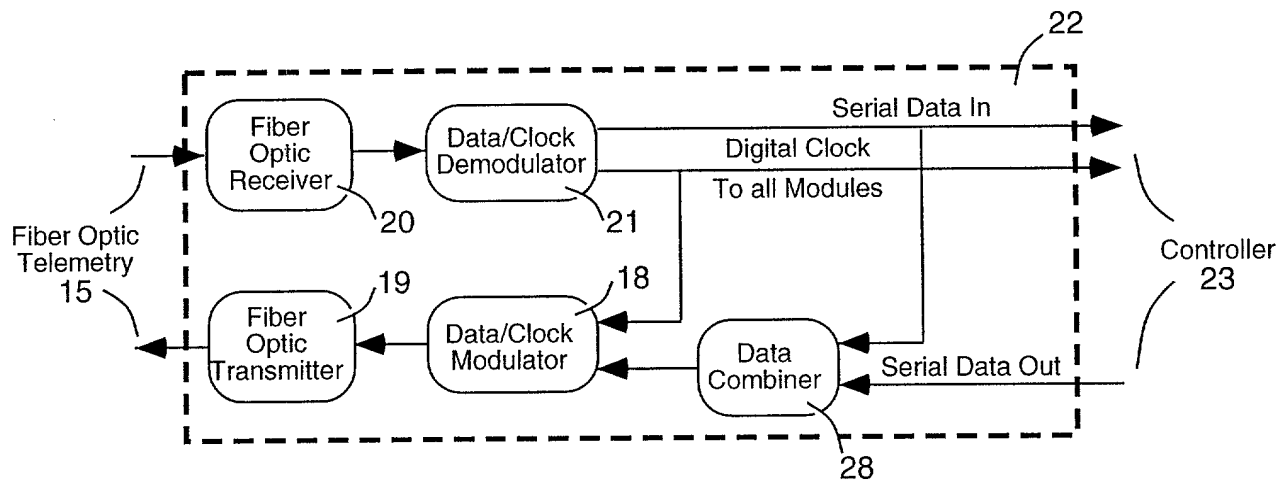 22
Fiber
Optic
Receiver
20
Data/Clock
Demodulator
21
Serial Data In
Digital Clock
To all Modules
Fiber Optic
Telemetry
15
Controller
23
Fiber
Optic
Transmitter
19
Data/Clock
Modulator
18
Data
Combiner
28
Serial Data Out